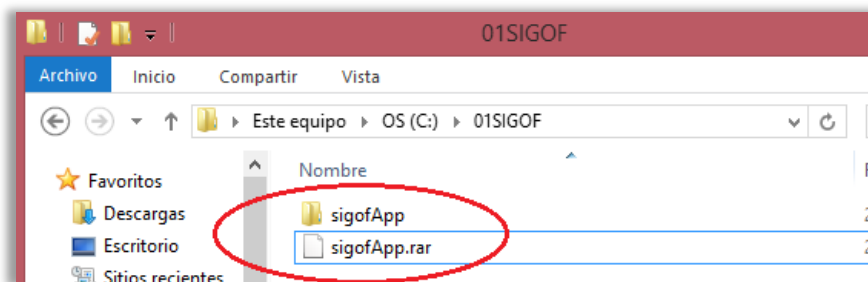 01SIGOF
Archivo Inicio Compartir Vista
Este equipo OS (C:) 01SIGOF
Favoritos Nombre
Descargas sigofApp
Escritorio sigofApp.rar
Sitios recientes